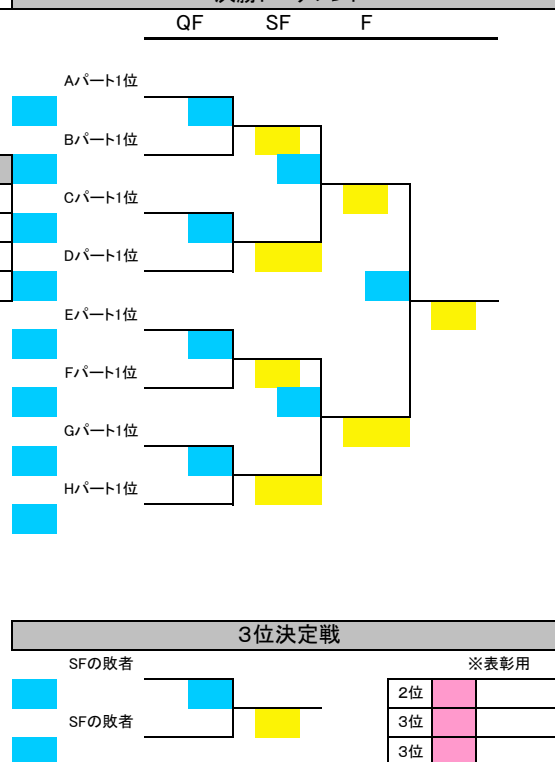 QF SF F
Aパート1位
Bパート1位
Cパート1位
Dパート1位
Eパート1位
Fパート1位
Gパート1位
Hパート1位
3位決定戦
SFの敗者
※表彰用
2位
SFの敗者
3位
3位